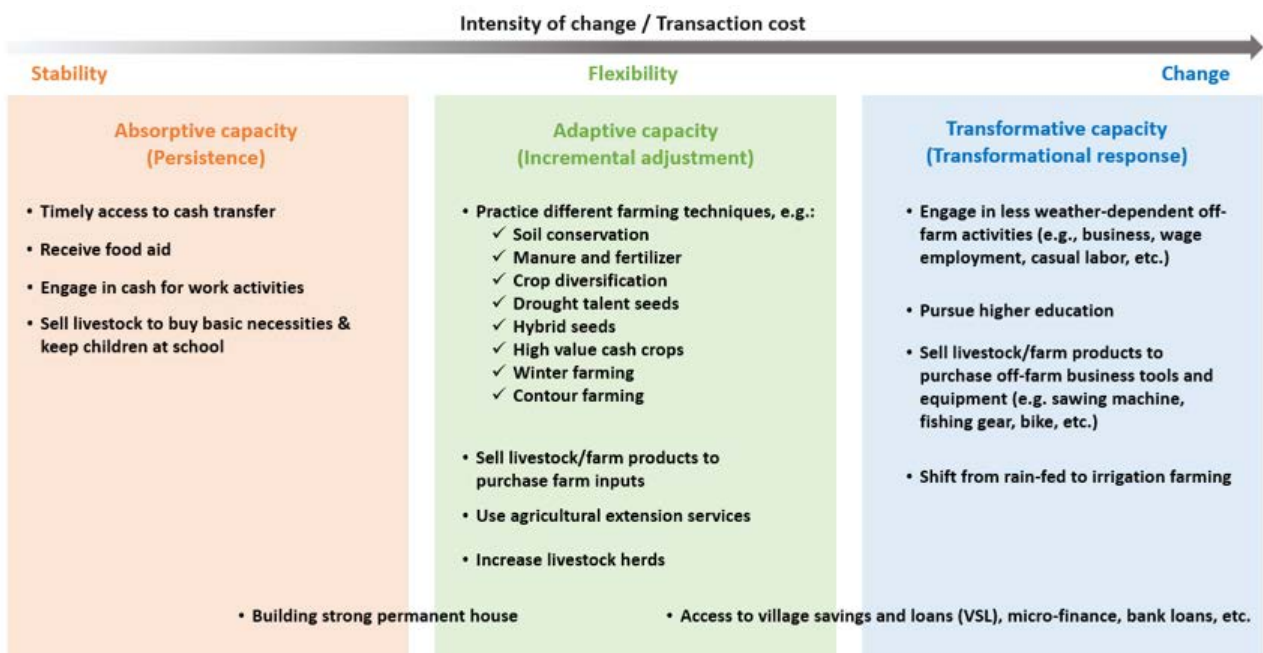 Intensity of change / Transaction cost
Stability
Flexibility
Change
Absorptive capacity
(Persistence)
• Timely access to cash transfer
• Receive food aid
• Engage in cash for work activities
• Sell livestock to buy basic necessities &
keep children at school
Adaptive capacity
(Incremental adjustment)
• Practice different farming techniques, e.g.:
✓ Soil conservation
✓ Manure and fertilizer
✓ Crop diversification
✓ Drought talent seeds
✓ Hybrid seeds
✓ High value cash crops
✓ Winter farming
✓ Contour farming
• Sell livestock/farm products to
purchase farm inputs
• Use agricultural extension services
• Increase livestock herds
Transformative capacity
(Transformational response)
• Engage in less weather-dependent off-
farm activities (e.g., business, wage
employment, casual labor, etc.)
• Pursue higher education
• Sell livestock/farm products to
purchase off-farm business tools and
equipment (e.g. sawing machine,
fishing gear, bike, etc.)
• Shift from rain-fed to irrigation farming
• Building strong permanent house
• Access to village savings and loans (VSL), micro-finance, bank loans, etc.